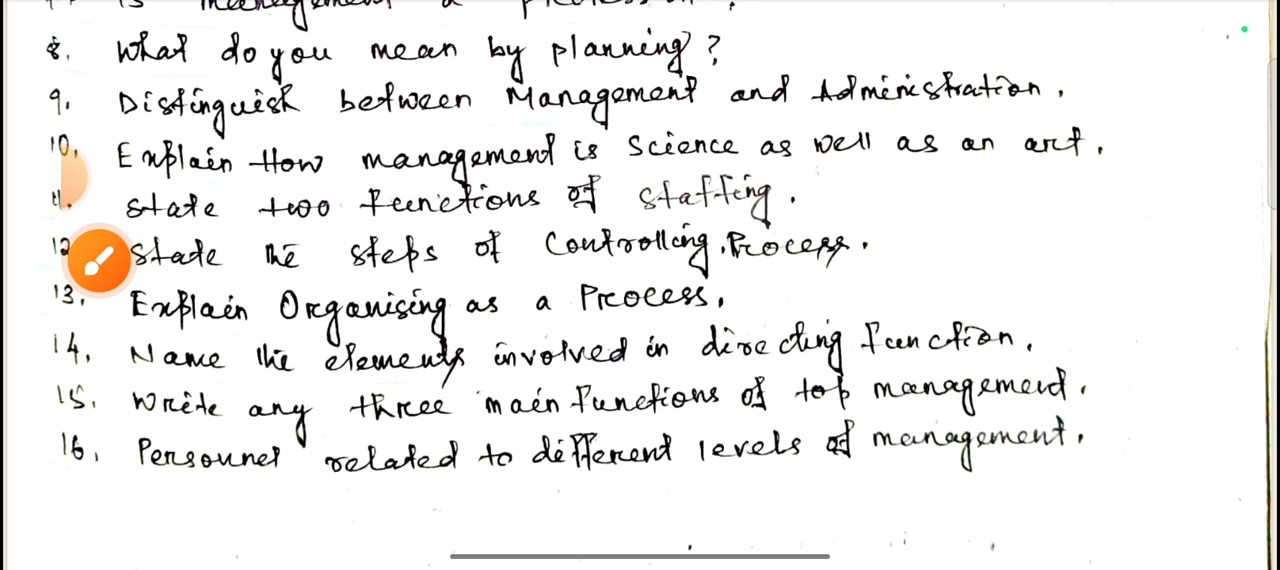 is management a profession?
8. What do you mean by planning?
9. Distinguish between Management and Administration.
10. Explain How management is Science as well as an art.
11. State two functions of staffing.
12 State the steps of Controlling Process.
13. Explain Organising as a Process.
14. Name the elements involved in directing function.
15. Write any three main functions of top management.
16. Personnel related to different levels of management.